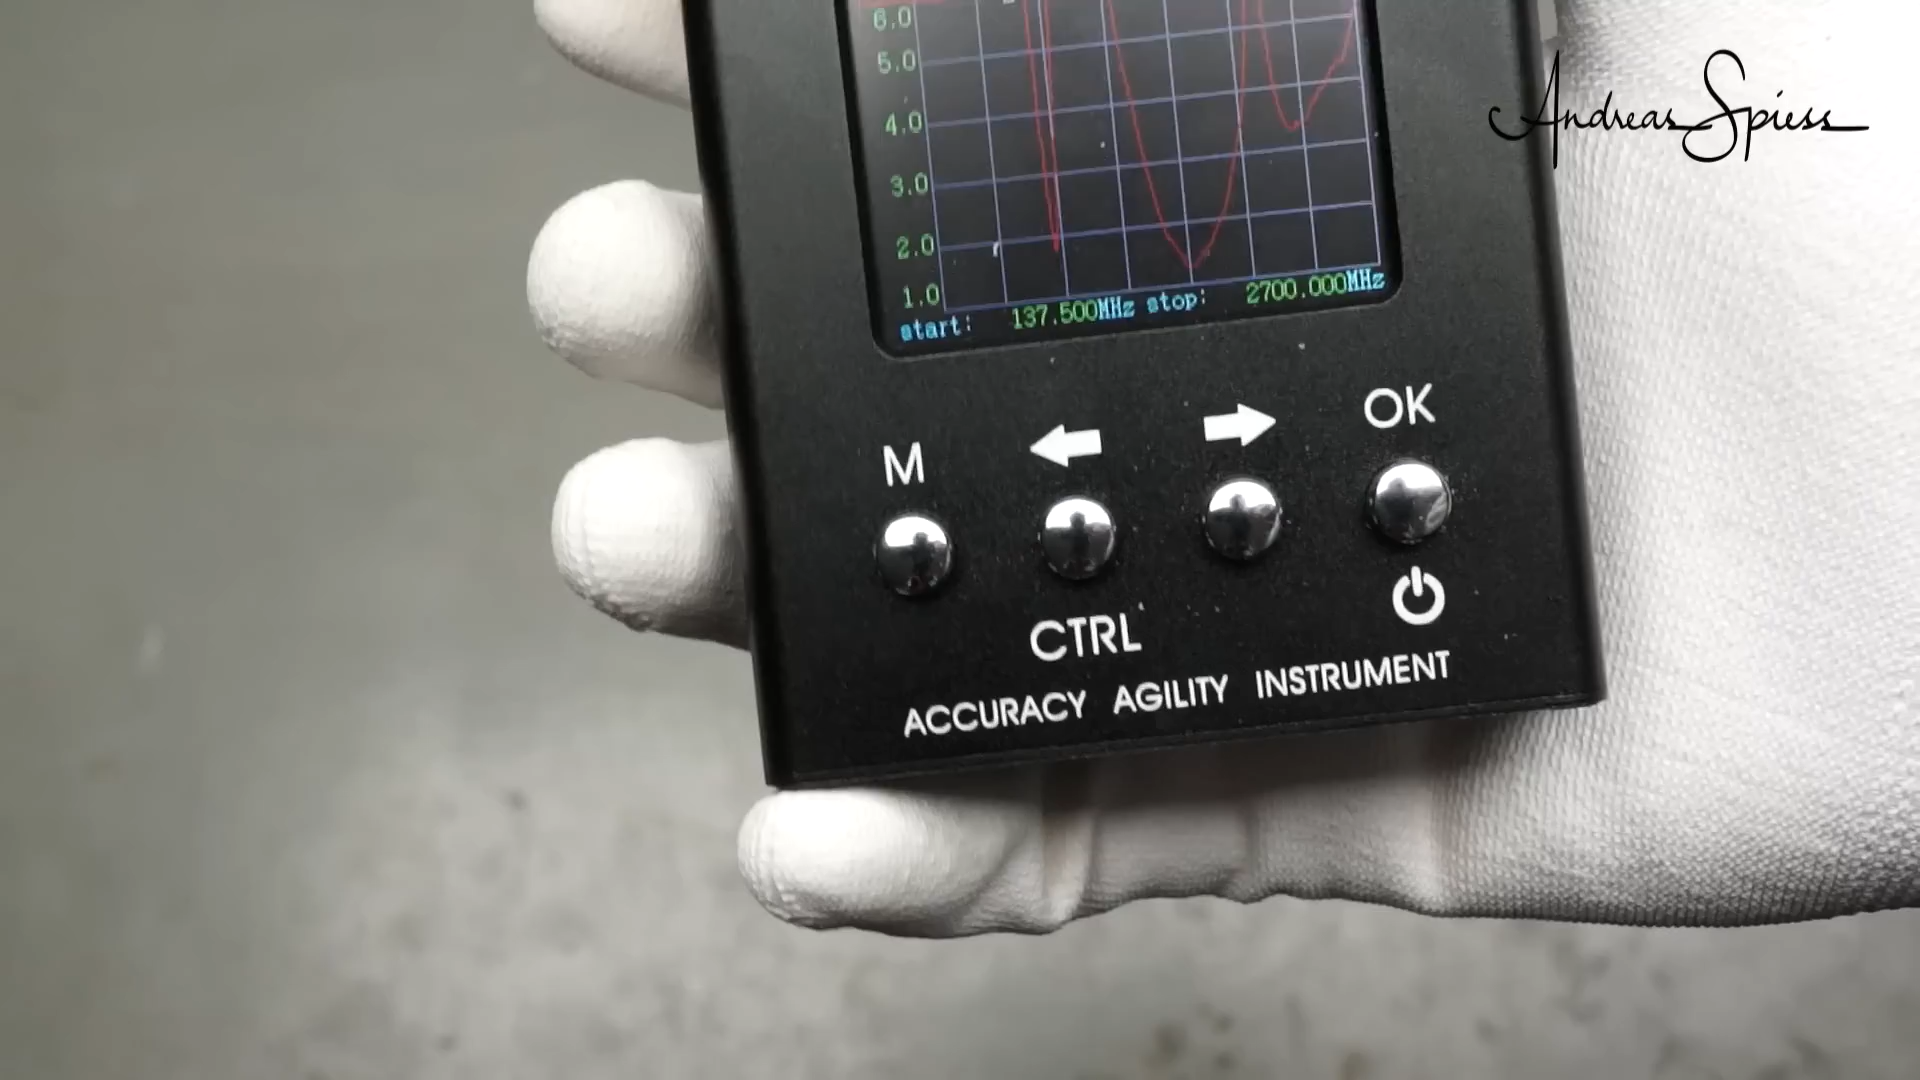 6.0
5.0
4.0
3.0
2.0
1.0
start: 137.500MHz stop: 2700.000MHz
Andreas Spiess
M
OK
CTRL
ACCURACY AGILITY INSTRUMENT